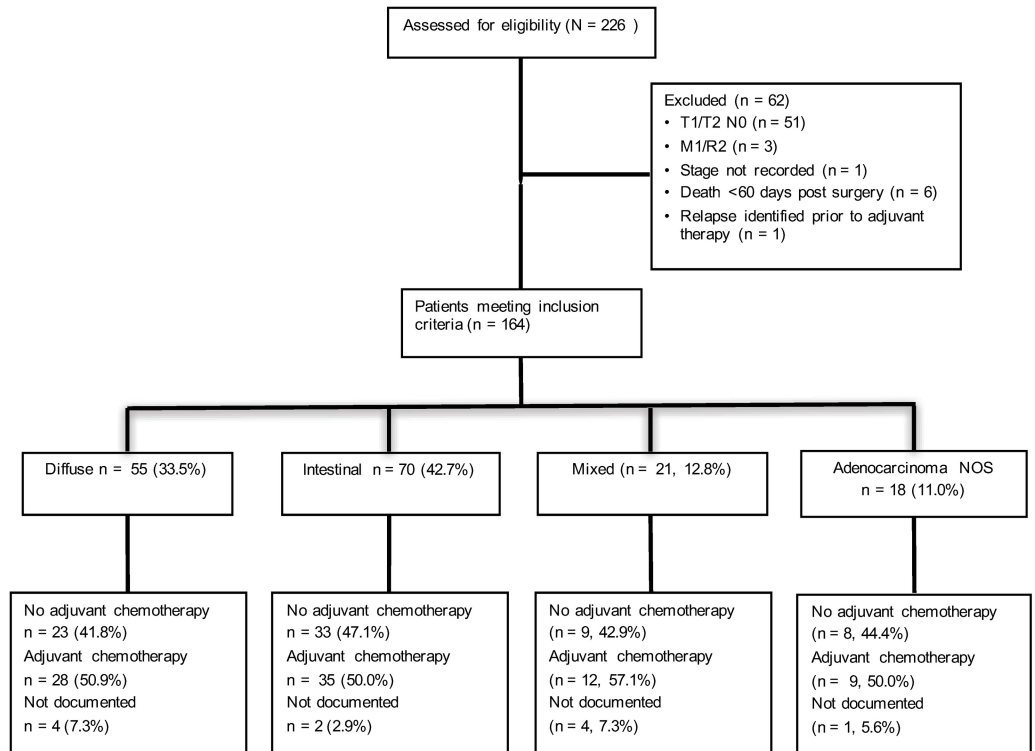 Assessed for eligibility (N = 226 )
Excluded (n = 62)
• T1/T2 N0 (n = 51)
• M1/R2 (n = 3)
• Stage not recorded (n = 1)
• Death <60 days post surgery (n = 6)
• Relapse identified prior to adjuvant
therapy (n = 1)
Patients meeting inclusion
criteria (n = 164)
Diffuse n = 55 (33.5%)
Intestinal n = 70 (42.7%)
Mixed (n = 21, 12.8%)
Adenocarcinoma NOS
n = 18 (11.0%)
No adjuvant chemotherapy
n = 23 (41.8%)
Adjuvant chemotherapy
n = 28 (50.9%)
Not documented
n = 4 (7.3%)
No adjuvant chemotherapy
n = 33 (47.1%)
Adjuvant chemotherapy
n = 35 (50.0%)
Not documented
n = 2 (2.9%)
No adjuvant chemotherapy
(n = 9, 42.9%)
Adjuvant chemotherapy
(n = 12, 57.1%)
Not documented
(n = 4, 7.3%)
No adjuvant chemotherapy
(n = 8, 44.4%)
Adjuvant chemotherapy
(n = 9, 50.0%)
Not documented
(n = 1, 5.6%)